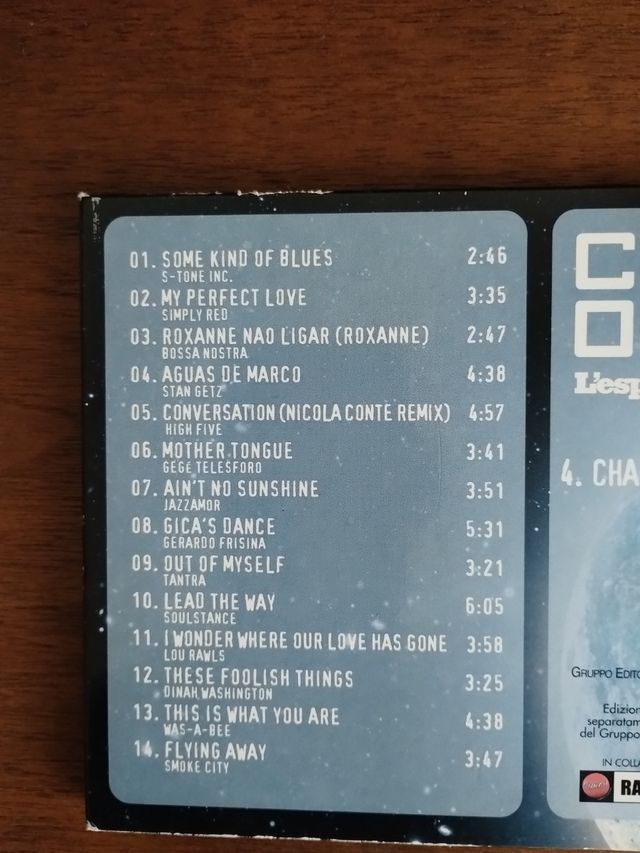 01. SOME KIND OF BLUES 2:46
S-TONE INC.
02. MY PERFECT LOVE 3:35
SIMPLY RED
03. ROXANNE NAO LIGAR (ROXANNE) 2:47
BOSSA NOSTRA
04. AGUAS DE MARCO 4:38
STAN GETZ
05. CONVERSATION (NICOLA CONTE REMIX) 4:57
HIGH FIVE
06. MOTHER TONGUE 3:41
GEGE TELESFORO
07. AIN'T NO SUNSHINE 3:51
JAZZAMOR
08. GICA'S DANCE 5:31
GERARDO FRISINA
09. OUT OF MYSELF 3:21
TANTRA
10. LEAD THE WAY 6:05
SOULSTANCE
11. I WONDER WHERE OUR LOVE HAS GONE 3:58
LOU RAWLS
12. THESE FOOLISH THINGS 3:25
DINAH WASHINGTON
13. THIS IS WHAT YOU ARE 4:38
WAS-A-BEE
14. FLYING AWAY 3:47
SMOKE CITY
C
O
L'esp
4. CHA
GRUPPO EDITO
Edizion
separatam
del Gruppo
IN COLLA
RA